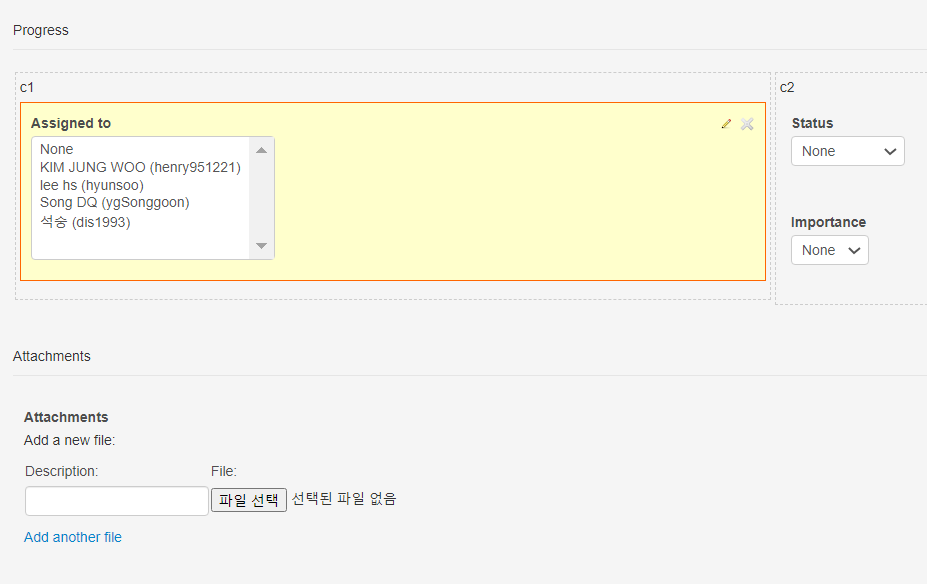 Progress
c1
c2
Assigned to
None
KIM JUNG WOO (henry951221)
lee hs (hyunsoo)
Song DQ (ygSonggoon)
석숭 (dis1993)
Status
None
Importance
None
Attachments
Attachments
Add a new file:
Description:
File:
파일 선택 선택된 파일 없음
Add another file